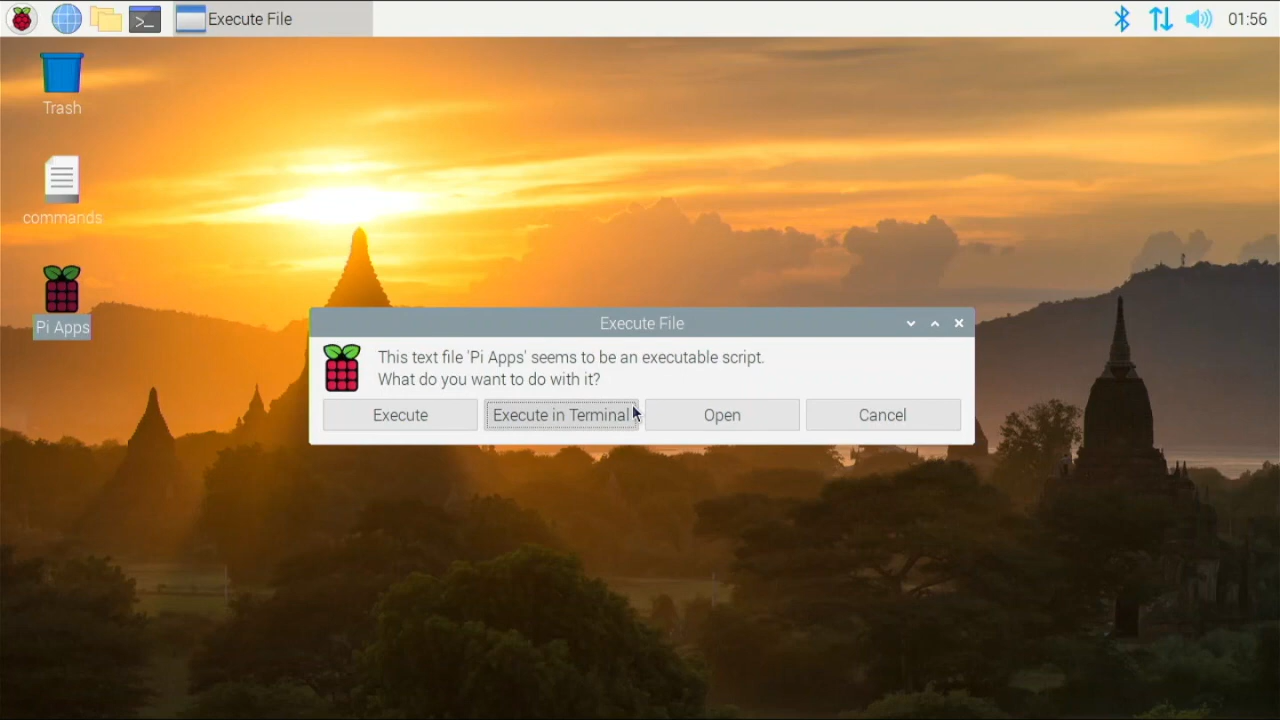 Execute File
01:56
Trash
commands
Pi Apps
Execute File
This text file 'Pi Apps' seems to be an executable script.
What do you want to do with it?
Execute
Execute in Terminal
Open
Cancel